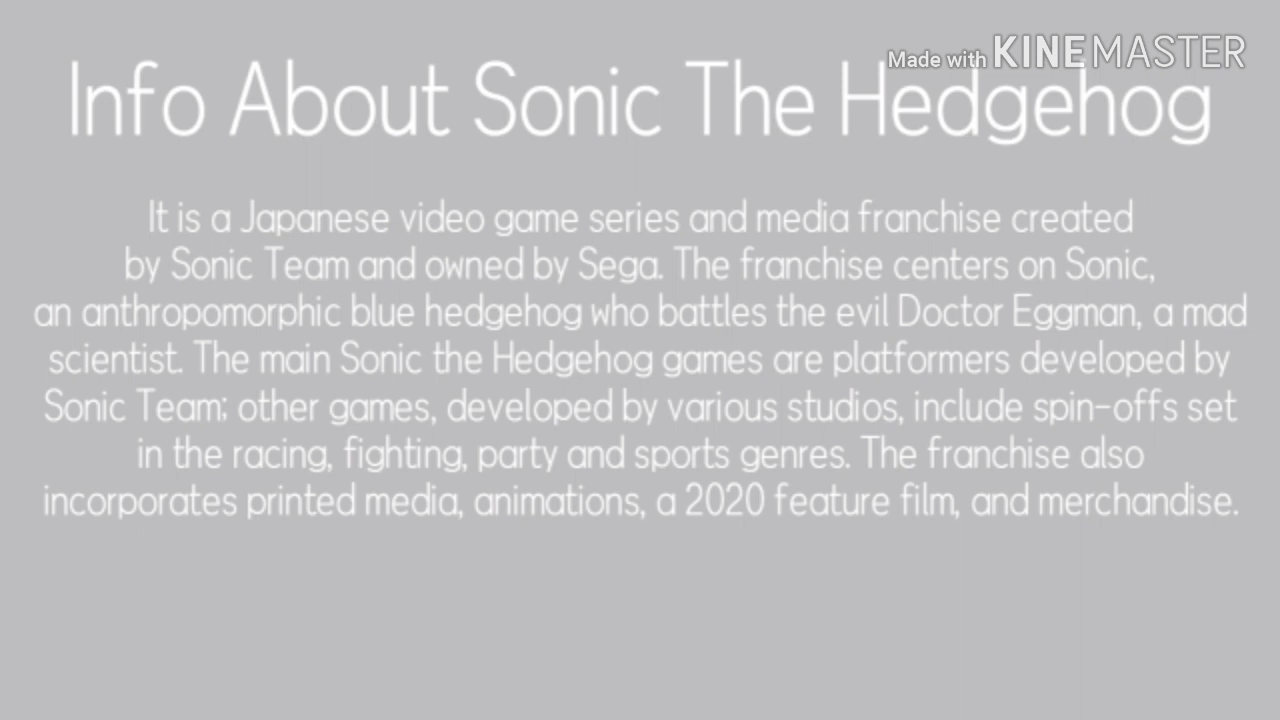 Made with KINEMASTER
Info About Sonic The Hedgehog
It is a Japanese video game series and media franchise created
by Sonic Team and owned by Sega. The franchise centers on Sonic,
an anthropomorphic blue hedgehog who battles the evil Doctor Eggman, a mad
scientist. The main Sonic the Hedgehog games are platformers developed by
Sonic Team; other games, developed by various studios, include spin-offs set
in the racing, fighting, party and sports genres. The franchise also
incorporates printed media, animations, a 2020 feature film, and merchandise.